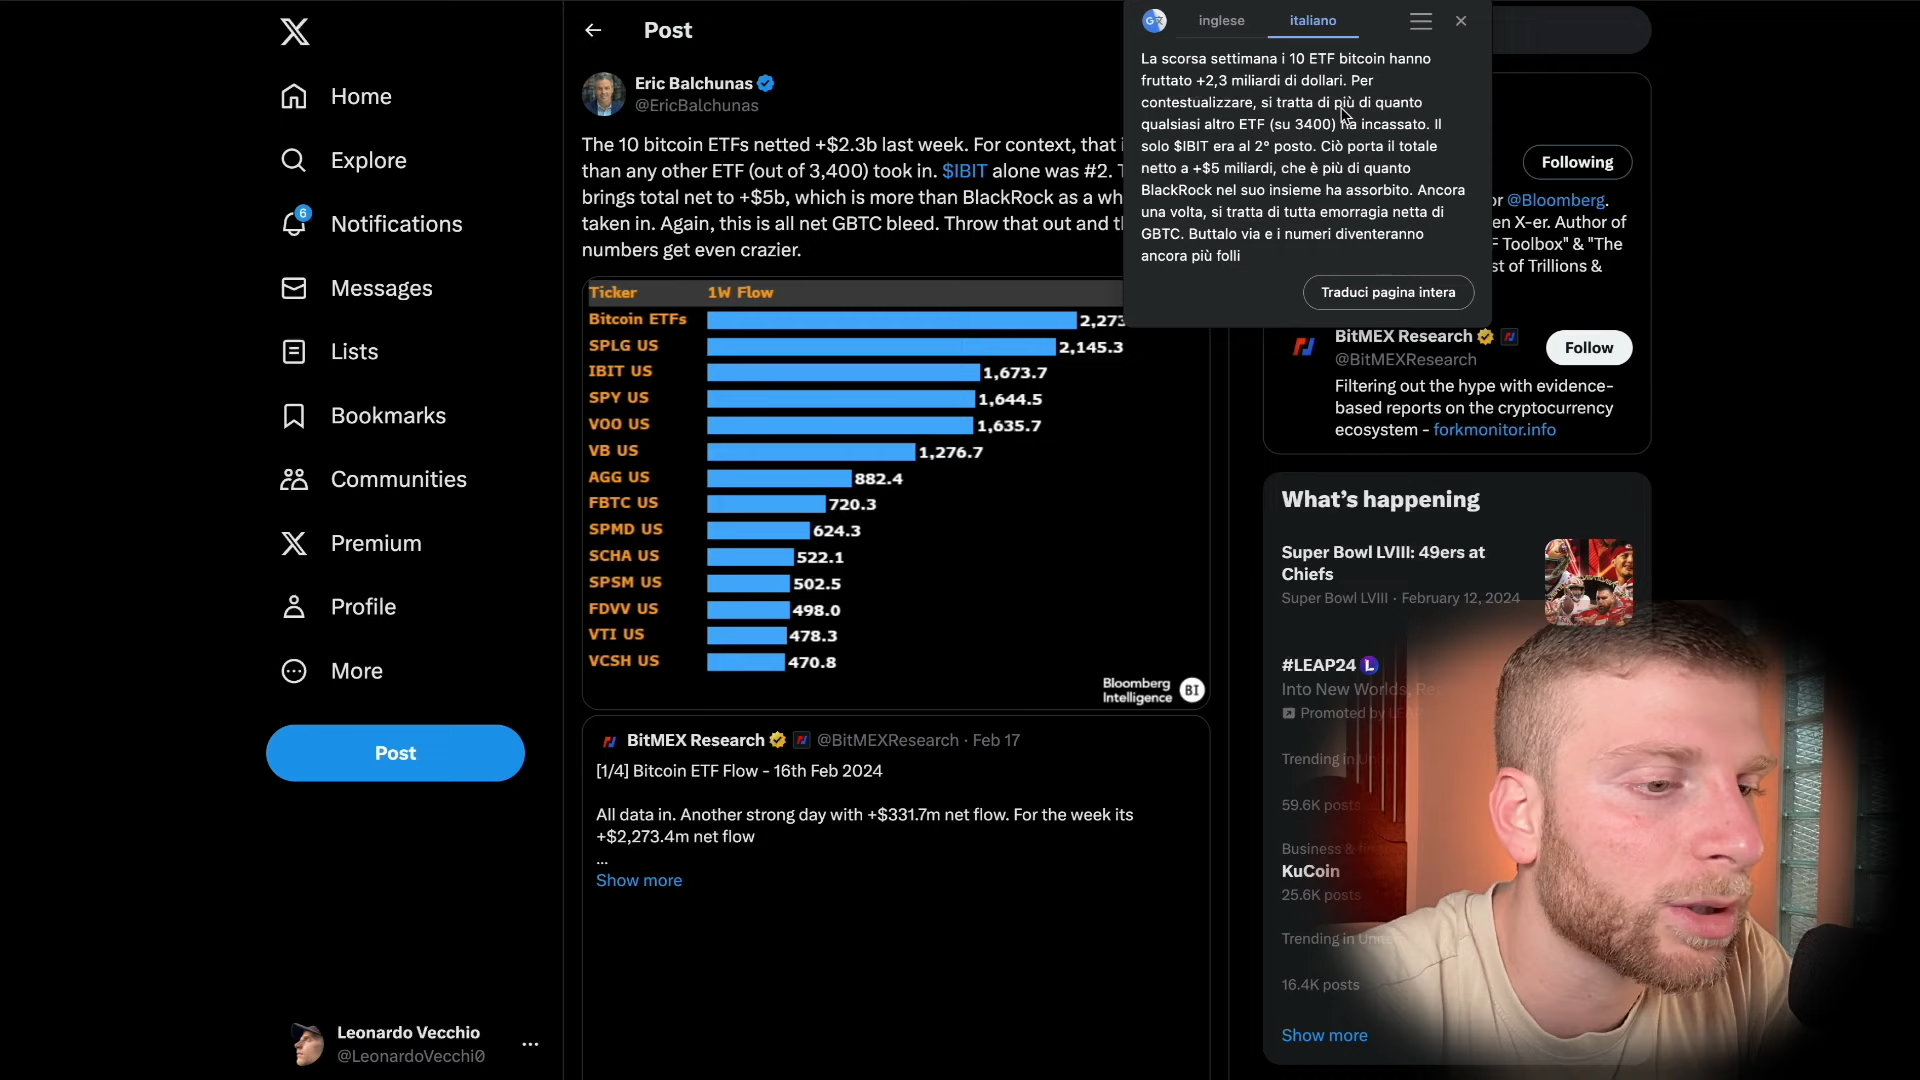 Home
Explore
6
Notifications
Messages
Lists
Bookmarks
Communities
Premium
Profile
More
Post
Leonardo Vecchio
@LeonardoVecchi0
Post
Eric Balchunas
@EricBalchunas
The 10 bitcoin ETFs netted +$2.3b last week. For context, that
than any other ETF (out of 3,400) took in. $IBIT alone was #2.
brings total net to +$5b, which is more than BlackRock as a
taken in. Again, this is all net GBTC bleed. Throw that out and
numbers get even crazier.
Ticker 1W Flow
Bitcoin ETFs 2,273
SPLG US 2,145.3
IBIT US 1,673.7
SPY US 1,644.5
VOO US 1,635.7
VB US 1,276.7
AGG US 882.4
FBTC US 720.3
SPMD US 624.3
SCHA US 522.1
SPSM US 502.5
FDVV US 498.0
VTI US 478.3
VCSH US 470.8
Bloomberg
Intelligence BI
BitMEX Research @BitMEXResearch · Feb 17
[1/4] Bitcoin ETF Flow - 16th Feb 2024
All data in. Another strong day with +$331.7m net flow. For the week its
+$2,273.4m net flow
...
Show more
inglese italiano
La scorsa settimana i 10 ETF bitcoin hanno
fruttato +2,3 miliardi di dollari. Per
contestualizzare, si tratta di più di quanto
qualsiasi altro ETF (su 3400) ha incassato. Il
solo $IBIT era al 2° posto. Ciò porta il totale
netto a +$5 miliardi, che è più di quanto
BlackRock nel suo insieme ha assorbito. Ancora
una volta, si tratta di tutta emorragia netta di
GBTC. Buttalo via e i numeri diventeranno
ancora più folli
Traduci pagina intera
Following
@Bloomberg.
en X-er. Author of
Toolbox" & "The
st of Trillions &
BitMEX Research
@BitMEXResearch
Follow
Filtering out the hype with evidence-
based reports on the cryptocurrency
ecosystem - forkmonitor.info
What's happening
Super Bowl LVIII: 49ers at
Chiefs
Super Bowl LVIII · February 12, 2024
#LEAP24
Into New Worlds,
Promoted by
Trending in
59.6K posts
Business &
KuCoin
25.6K posts
Trending in
16.4K posts
Show more